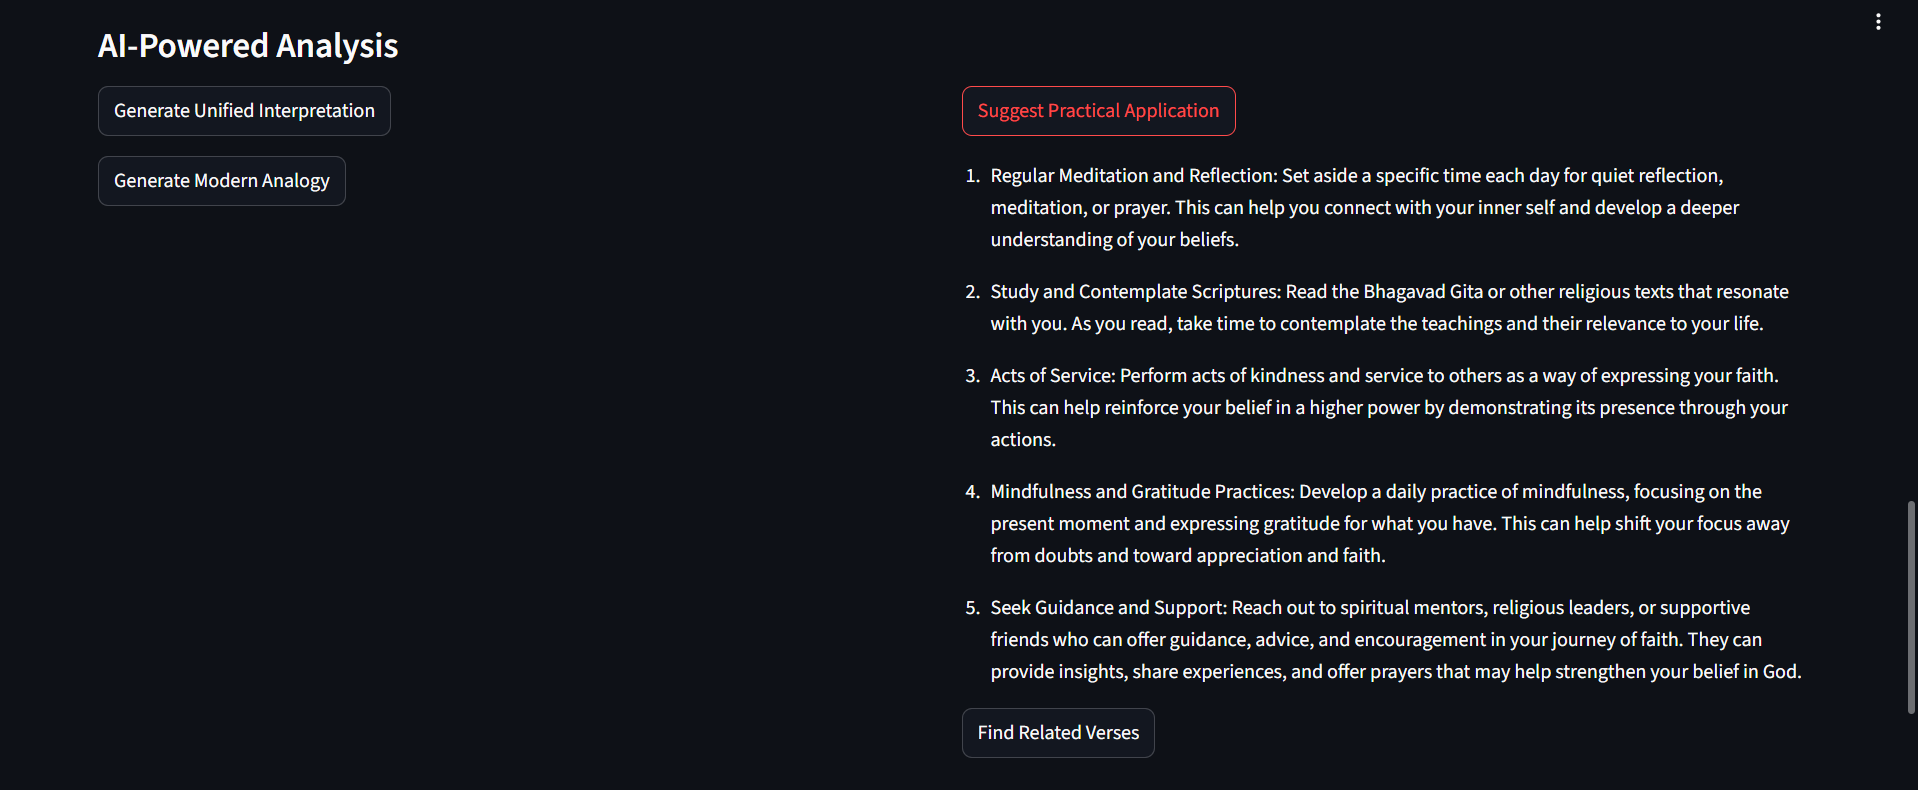 AI-Powered Analysis
Generate Unified Interpretation
Generate Modern Analogy
Suggest Practical Application
1. Regular Meditation and Reflection: Set aside a specific time each day for quiet reflection,
meditation, or prayer. This can help you connect with your inner self and develop a deeper
understanding of your beliefs.
2. Study and Contemplate Scriptures: Read the Bhagavad Gita or other religious texts that resonate
with you. As you read, take time to contemplate the teachings and their relevance to your life.
3. Acts of Service: Perform acts of kindness and service to others as a way of expressing your faith.
This can help reinforce your belief in a higher power by demonstrating its presence through your
actions.
4. Mindfulness and Gratitude Practices: Develop a daily practice of mindfulness, focusing on the
present moment and expressing gratitude for what you have. This can help shift your focus away
from doubts and toward appreciation and faith.
5. Seek Guidance and Support: Reach out to spiritual mentors, religious leaders, or supportive
friends who can offer guidance, advice, and encouragement in your journey of faith. They can
provide insights, share experiences, and offer prayers that may help strengthen your belief in God.
Find Related Verses